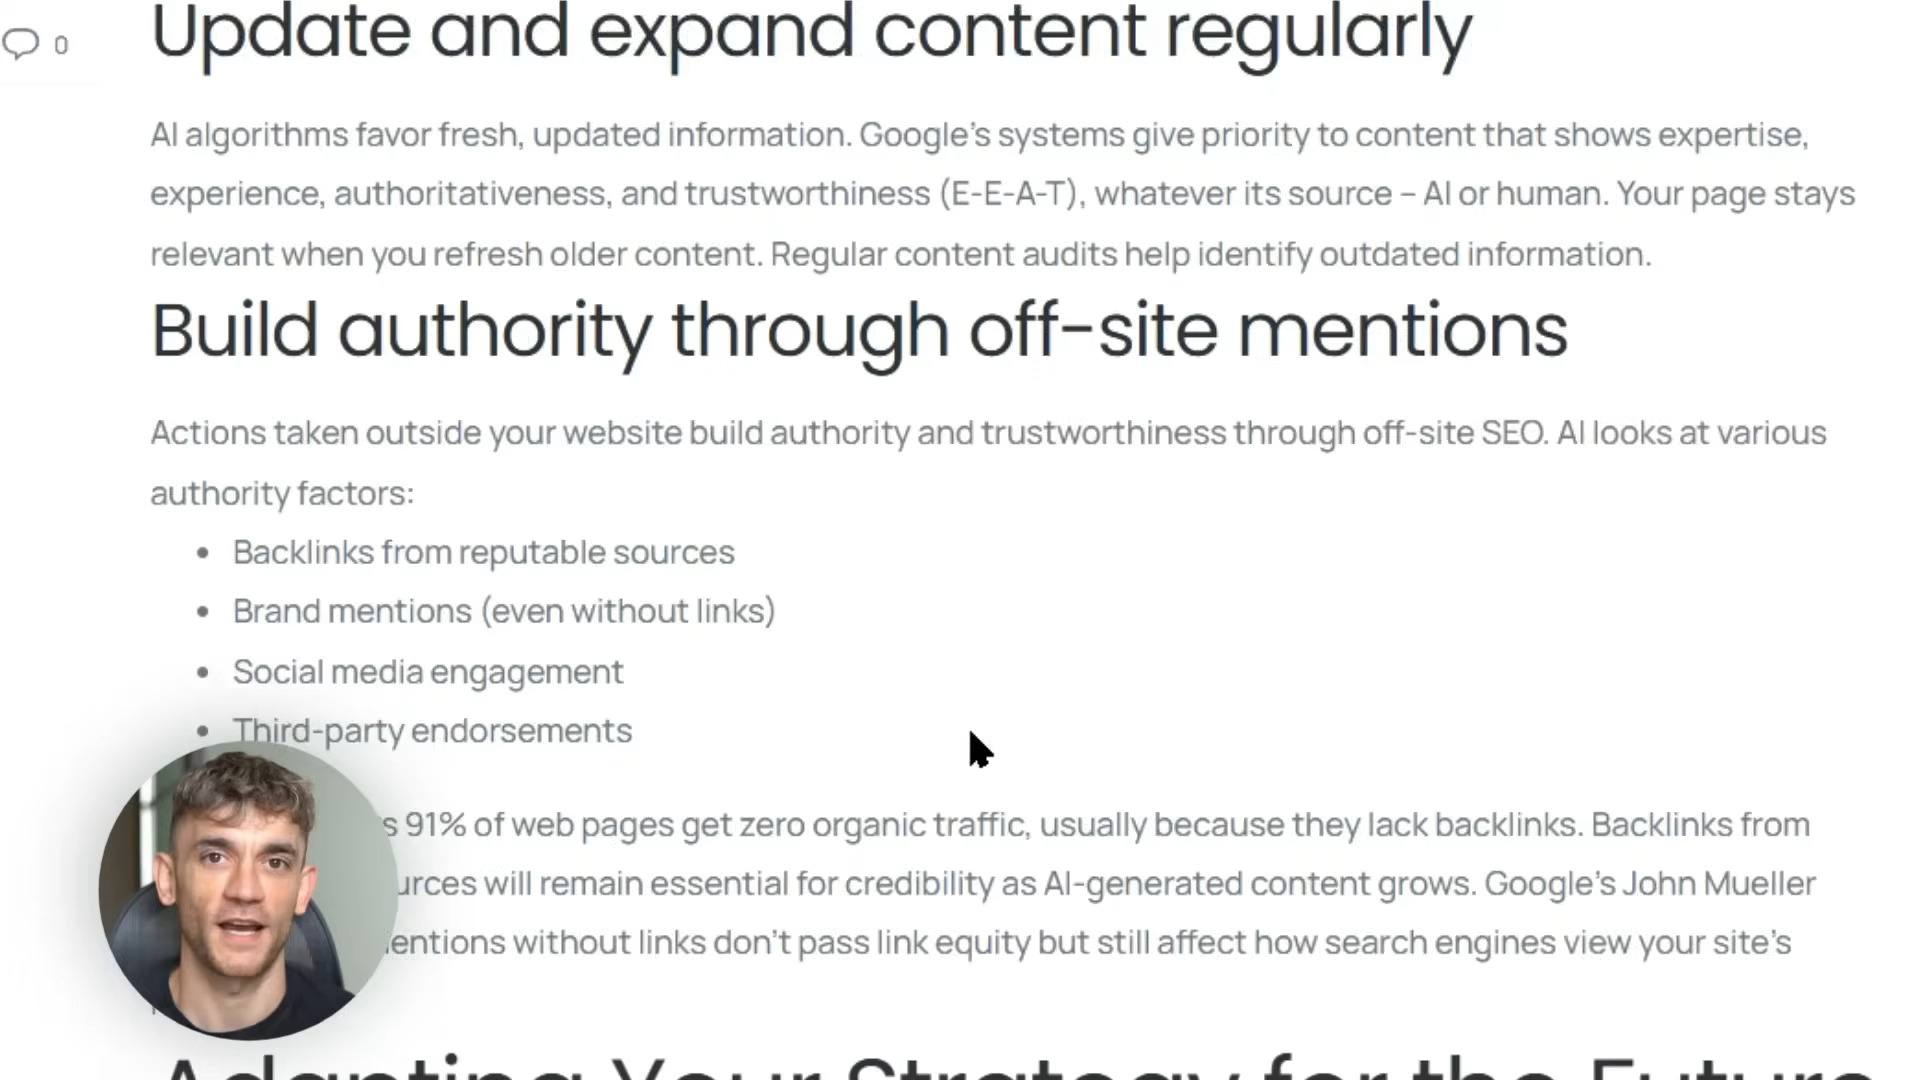 0
Update and expand content regularly
AI algorithms favor fresh, updated information. Google's systems give priority to content that shows expertise,
experience, authoritativeness, and trustworthiness (E-E-A-T), whatever its source – AI or human. Your page stays
relevant when you refresh older content. Regular content audits help identify outdated information.
Build authority through off-site mentions
Actions taken outside your website build authority and trustworthiness through off-site SEO. AI looks at various
authority factors:
• Backlinks from reputable sources
• Brand mentions (even without links)
• Social media engagement
• Third-party endorsements
91% of web pages get zero organic traffic, usually because they lack backlinks. Backlinks from
will remain essential for credibility as AI-generated content grows. Google's John Mueller
without links don't pass link equity but still affect how search engines view your site's
Adapting Your Strategy for the Future